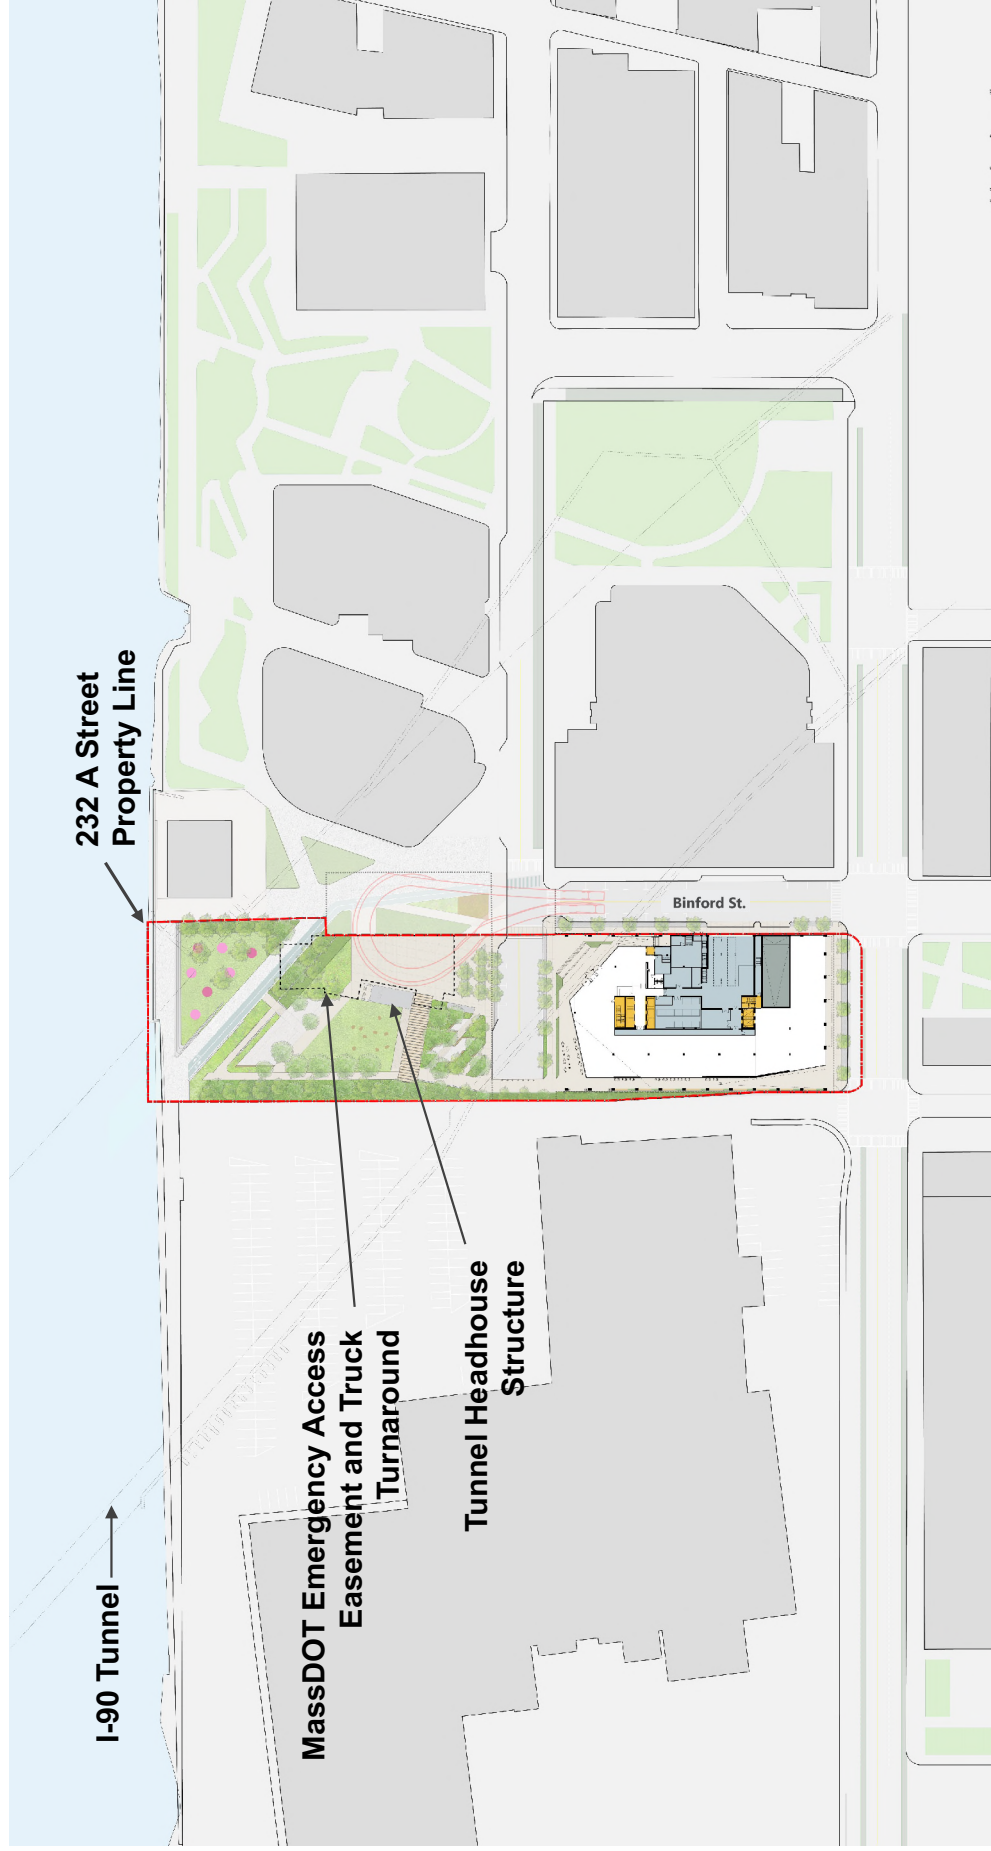 232 A Street
Property Line
I-90 Tunnel
MassDOT Emergency Access
Easement and Truck
Turnaround
Tunnel Headhouse
Structure
Binford St.